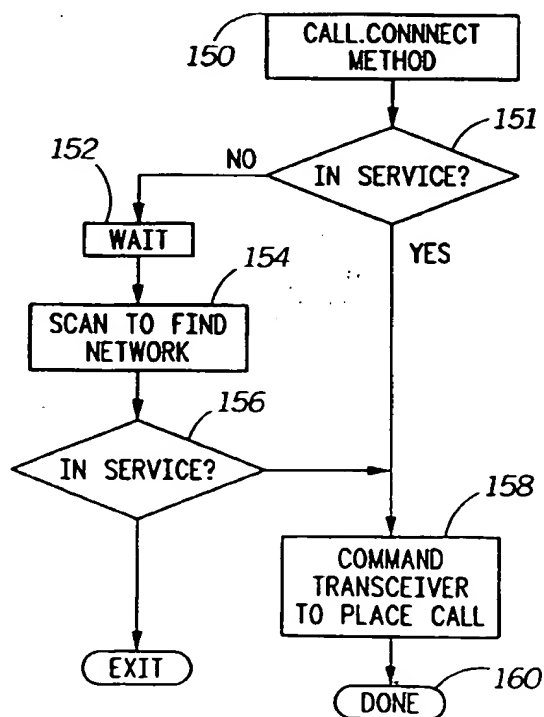 150
CALL.CONNNECT
METHOD
151
IN SERVICE?
NO
YES
152
WAIT
154
SCAN TO FIND
NETWORK
156
IN SERVICE?
158
COMMAND
TRANSCEIVER
TO PLACE CALL
EXIT
DONE
160